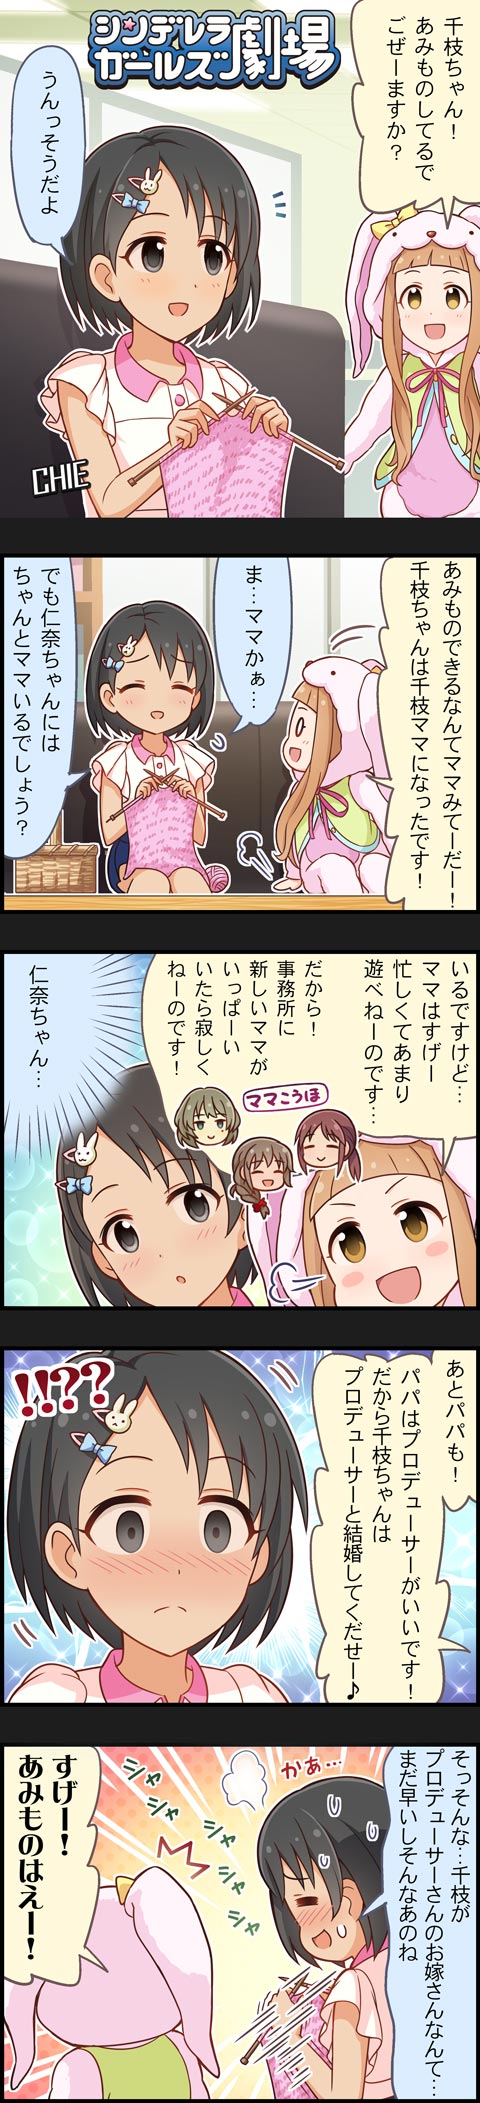 シンデレラ
ガールズ劇場
千枝ちゃん！
あみものしてるで
ごぜーますか？
うんっそうだよ
CHIE
あみものできるなんてママみてーだー！
千枝ちゃんは千枝ママになったです！
ま…ママかぁ…
でも仁奈ちゃんには
ちゃんとママいるでしょう？
いるですけど…
ママはすげー
忙しくてあまり
遊べねーのです…
だから！
事務所に
新しいママが
いっぱーい
いたら寂しく
ねーのです！
ママこうほ
仁奈ちゃん…
あとパパも！
パパはプロデューサーがいいです！
だから千枝ちゃんは
プロデューサーと結婚してくだせー♪
!!??
そっそんな…千枝が
プロデューサーさんのお嫁さんなんて…
まだ早いしそんなあのね
かぁ…
シャ
シャ
シャ
シャ
シャ
すげー！
あみものはえー！